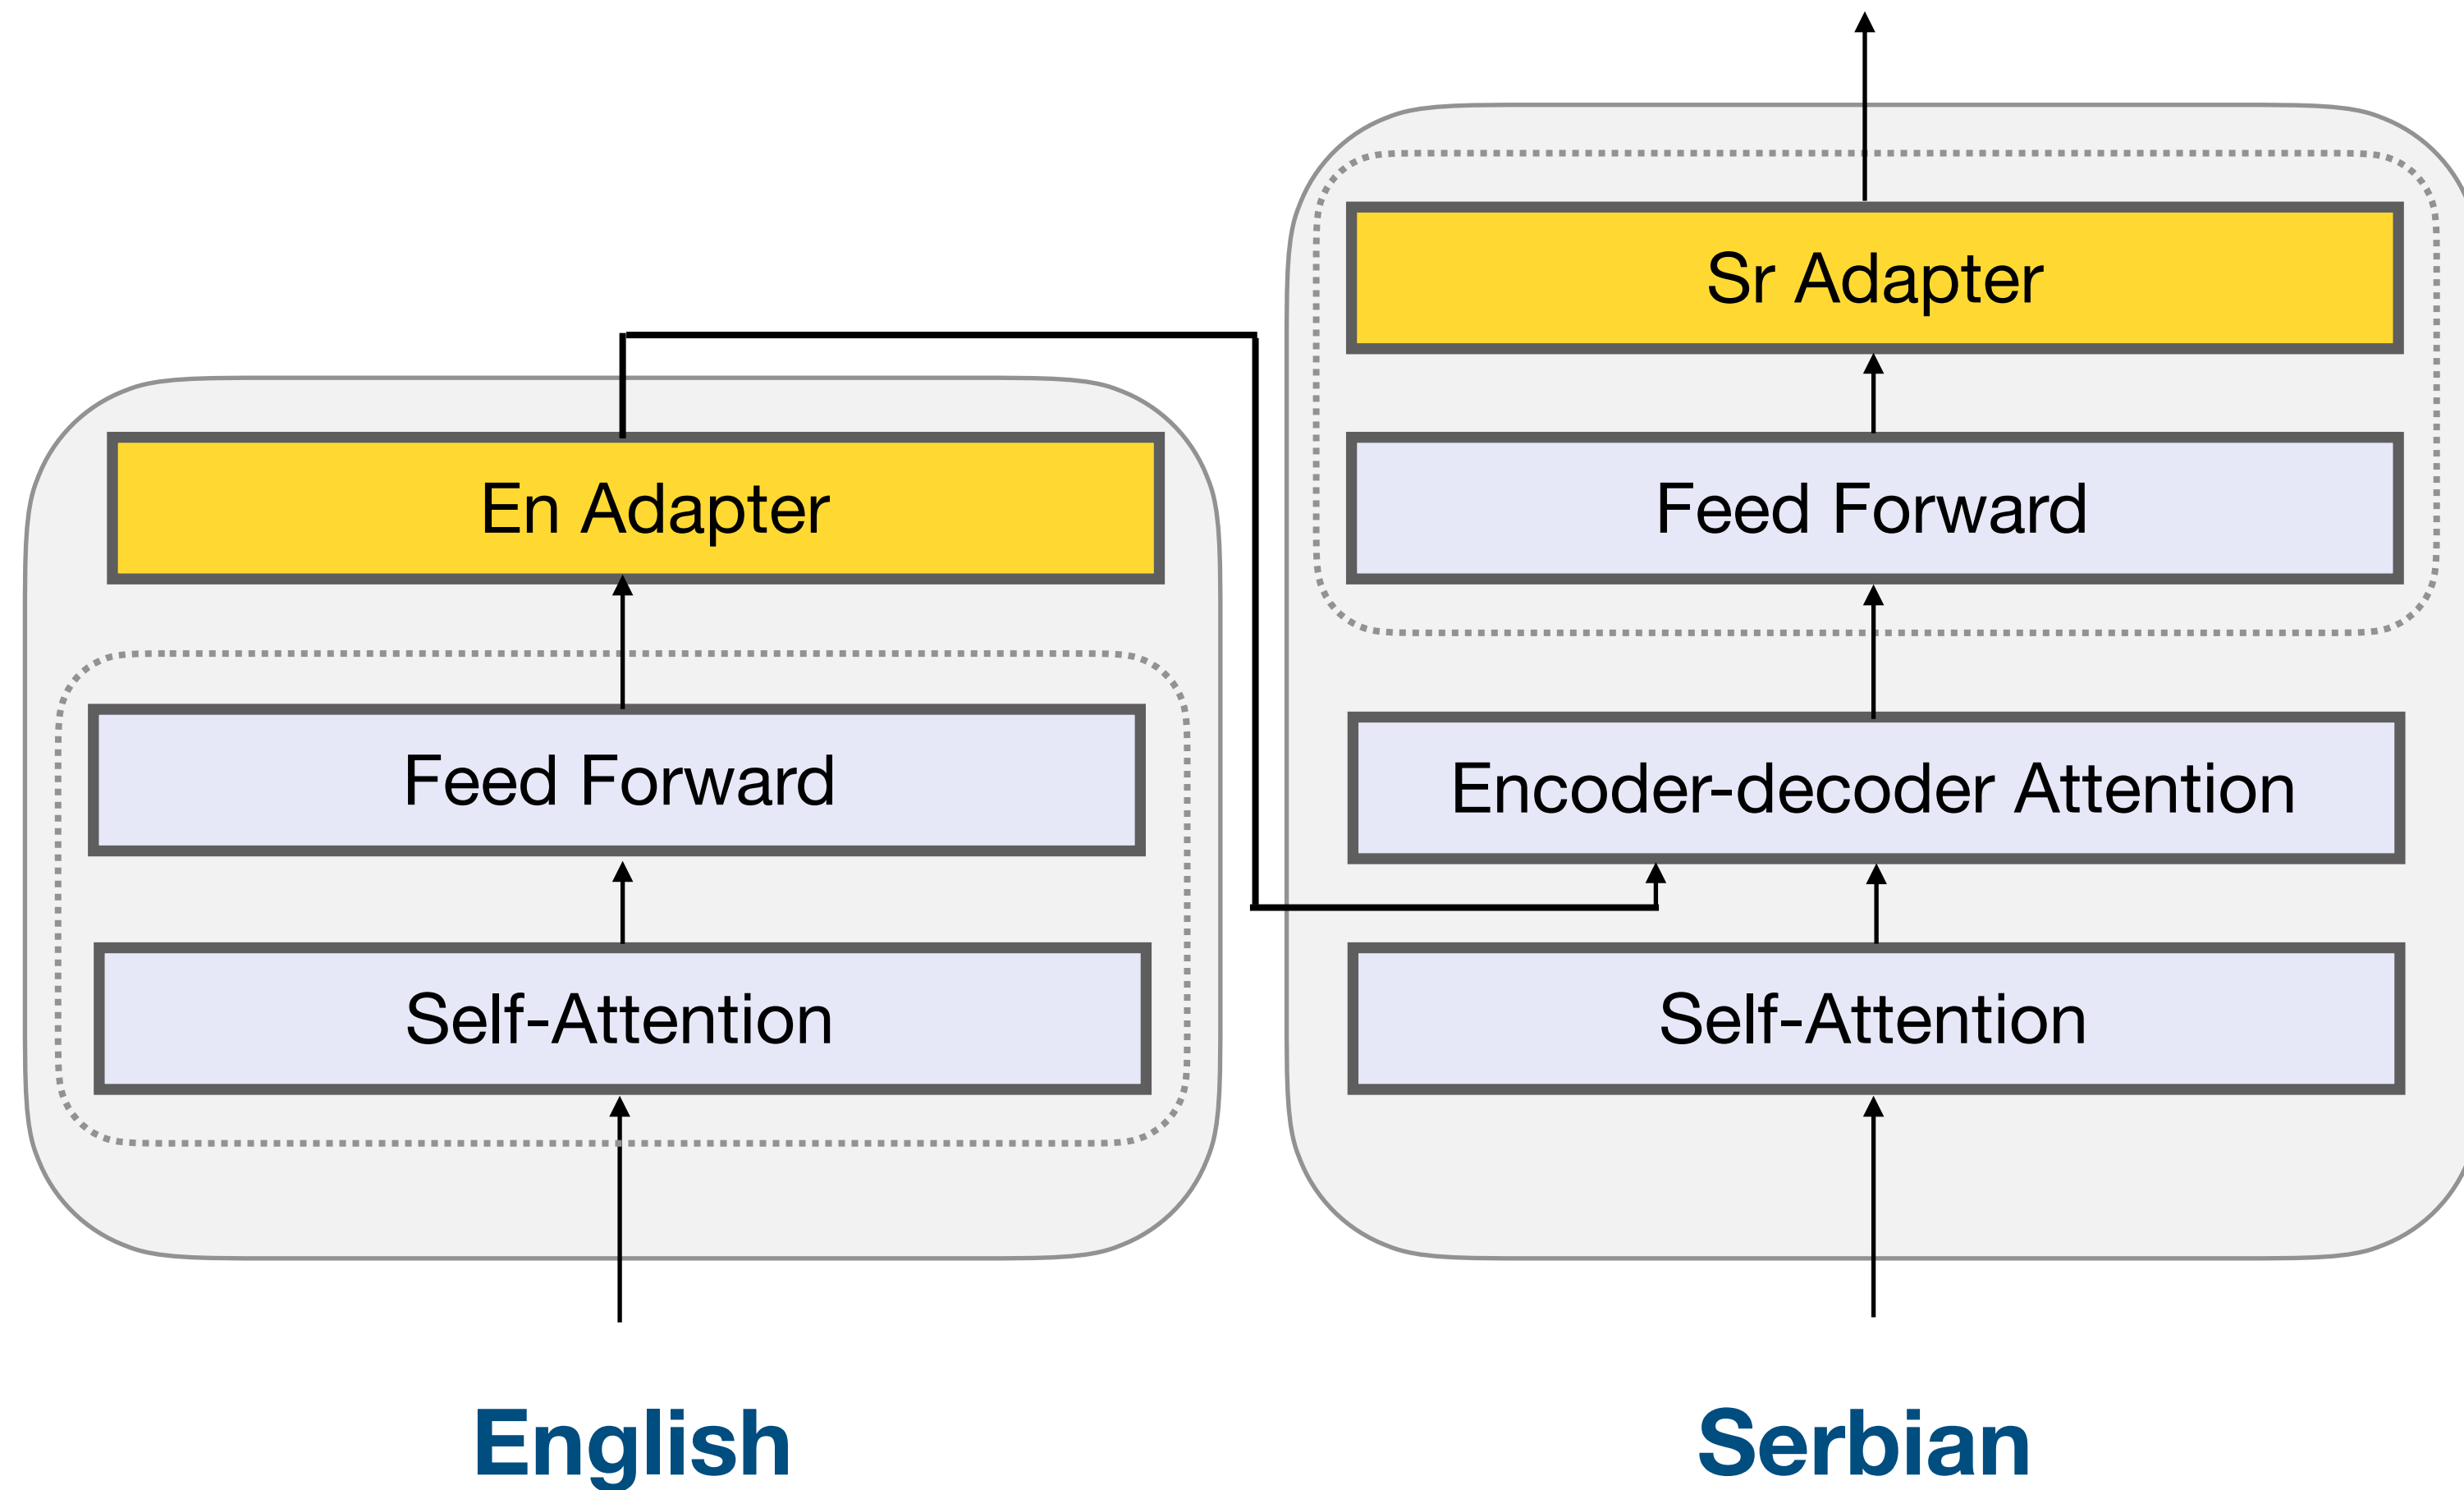 En Adapter
Feed Forward
Self-Attention
English
Sr Adapter
Feed Forward
Encoder-decoder Attention
Self-Attention
Serbian